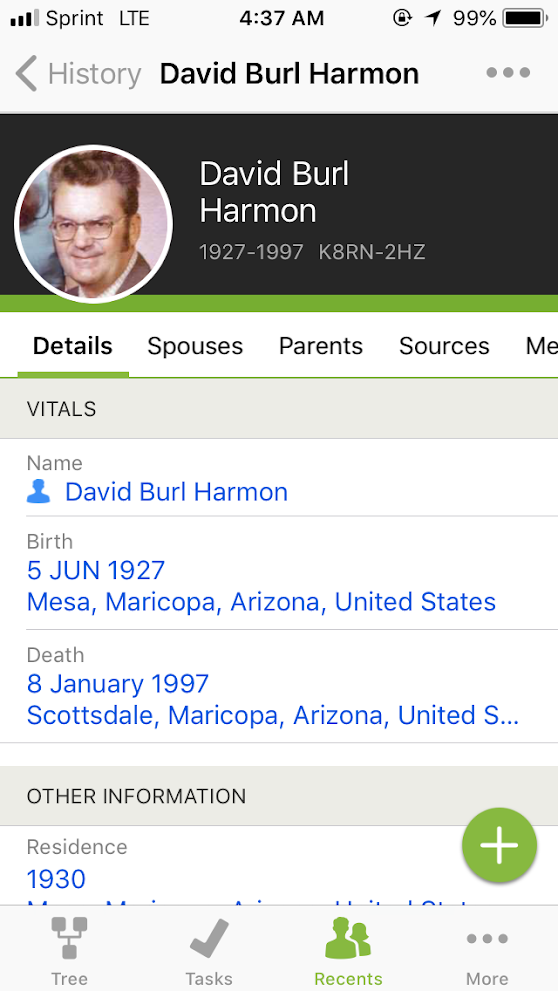 Sprint LTE 4:37 AM 99%
History David Burl Harmon
David Burl
Harmon
1927-1997 K8RN-2HZ
Details Spouses Parents Sources Me
VITALS
Name
David Burl Harmon
Birth
5 JUN 1927
Mesa, Maricopa, Arizona, United States
Death
8 January 1997
Scottsdale, Maricopa, Arizona, United S...
OTHER INFORMATION
Residence
1930
Tree Tasks Recents More